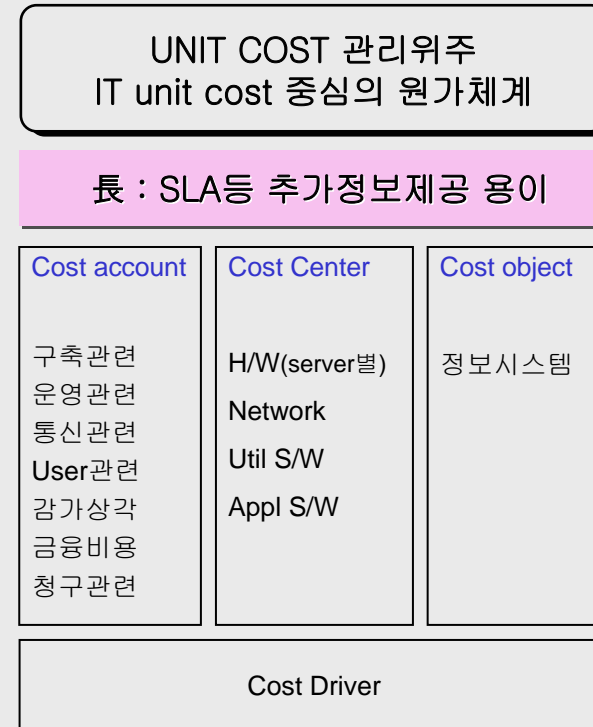 UNIT COST 관리위주
IT unit cost 중심의 원가체계
長 : SLA등 추가정보제공 용이
Cost account
구축관련
운영관련
통신관련
User관련
감가상각
금융비용
청구관련
Cost Center
H/W(server별)
Network
Util S/W
Appl S/W
Cost object
정보시스템
Cost Driver